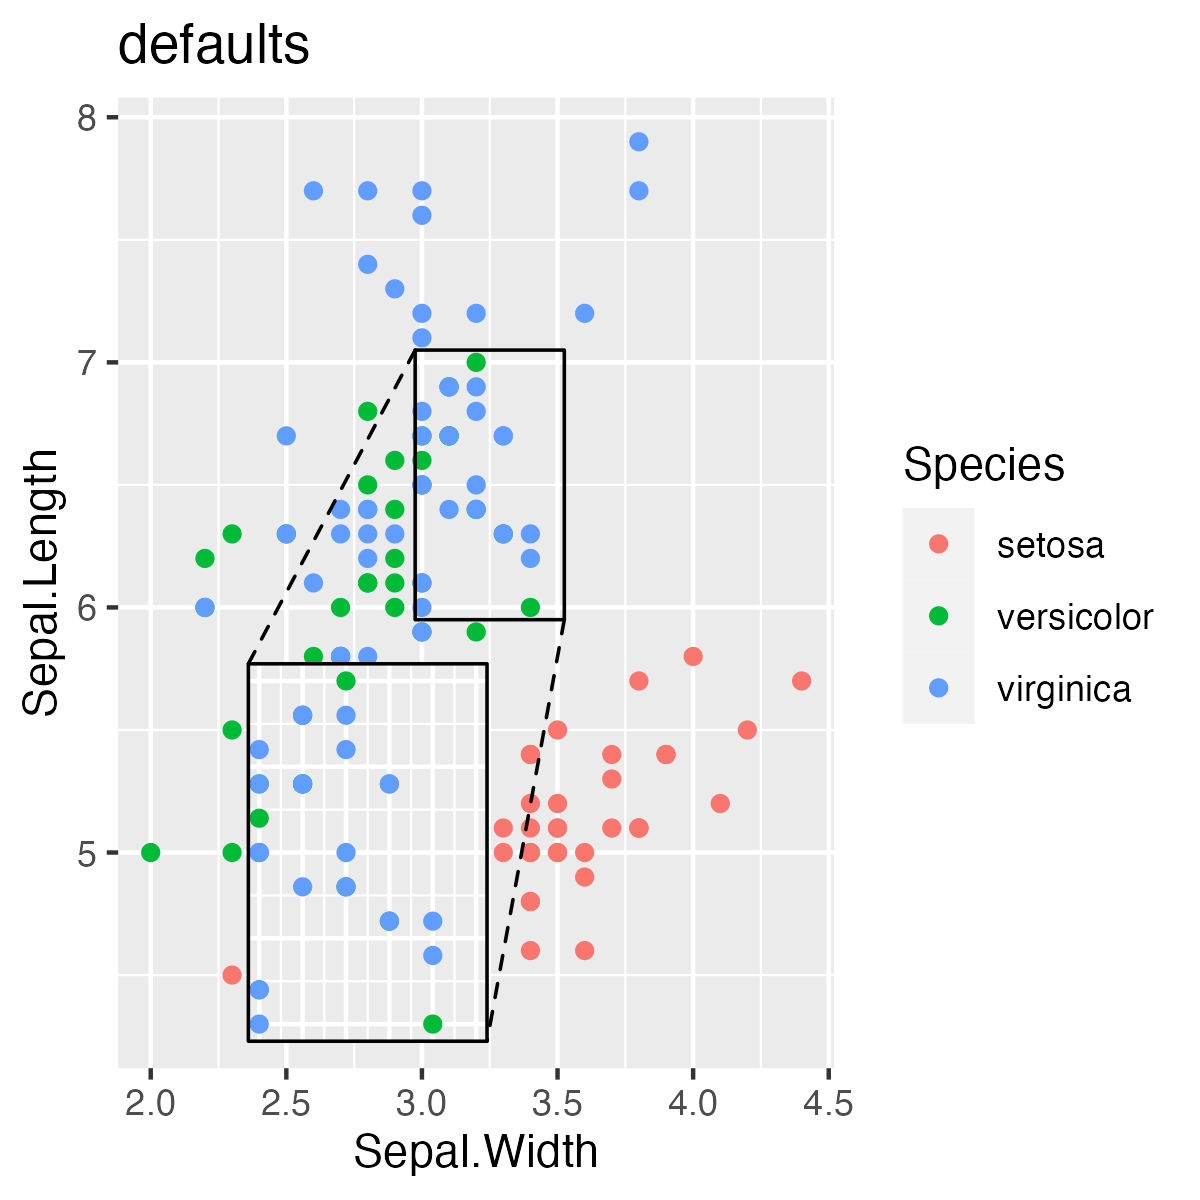 defaults
8
7
6
5
Sepal.Length
2.0 2.5 3.0 3.5 4.0 4.5
Sepal.Width
Species
setosa
versicolor
virginica